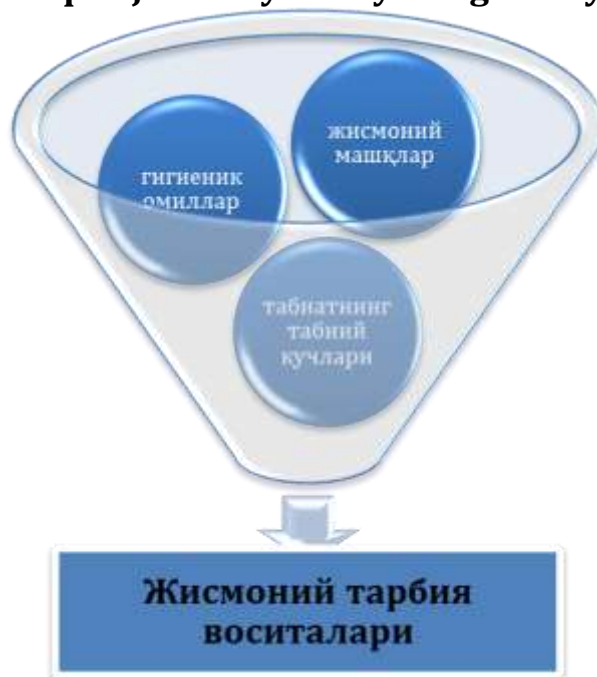 гигиеник
омиллар
жисмоний
машқлар
табиатнинг
табиий
кучлари
Жисмоний тарбия
воситалари